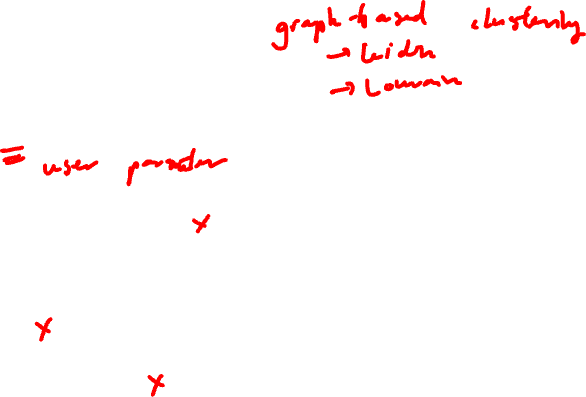 graph-based clustering
→ Leiden
→ Louvain
= user parameter
x
x
x